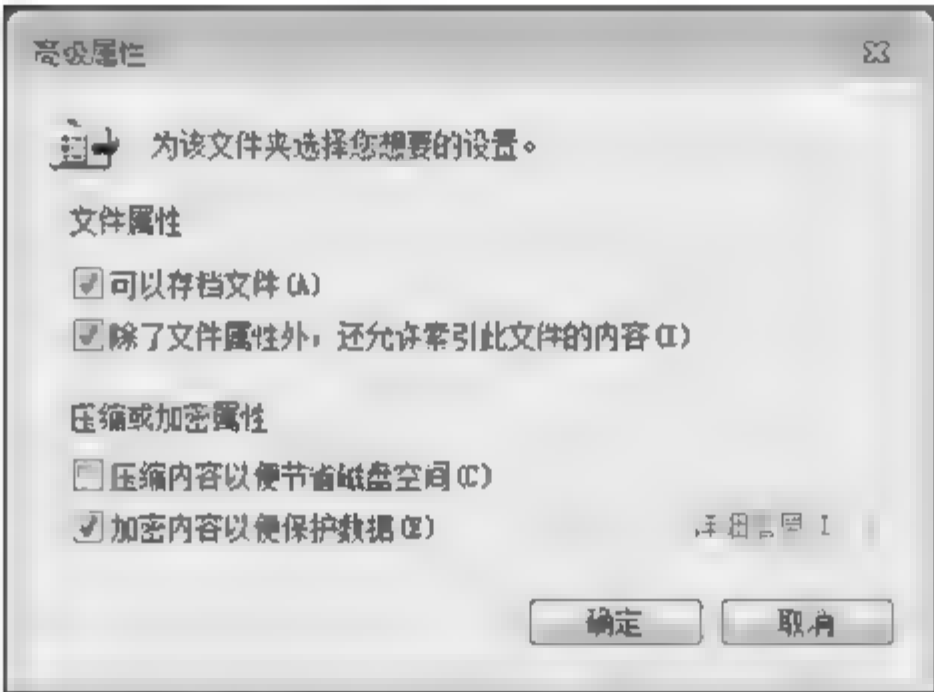 高级属性
为该文件夹选择您想要的设置。
文件属性
可以存档文件(A)
除了文件属性外，还允许索引此文件的内容(I)
压缩或加密属性
压缩内容以便节省磁盘空间(C)
加密内容以便保护数据(E)
确定
取消